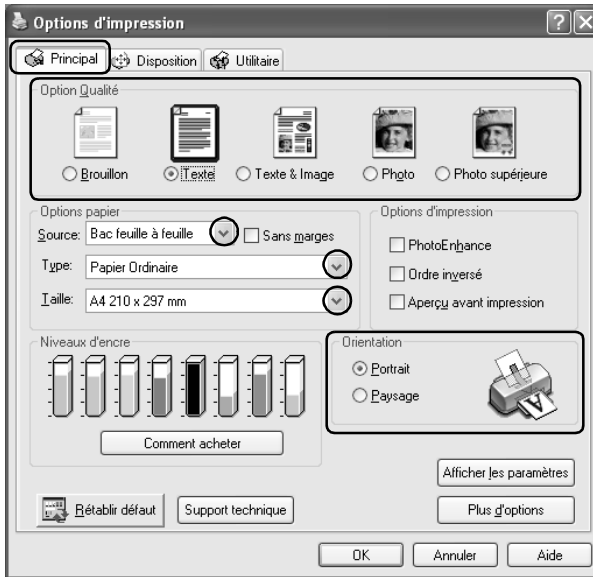 Options d'impression
Principal Disposition Utilitaire
Option Qualité
Brouillon Texte Texte & Image Photo Photo supérieure
Options papier
Source: Bac feuille à feuille Sans marges
Type: Papier Ordinaire
Taille: A4 210 x 297 mm
Options d'impression
PhotoEnhance
Ordre inversé
Aperçu avant impression
Niveaux d'encre
Comment acheter
Orientation
Portrait
Paysage
A
Afficher les paramètres
Rétablir défaut Support technique Plus d'options
OK Annuler Aide